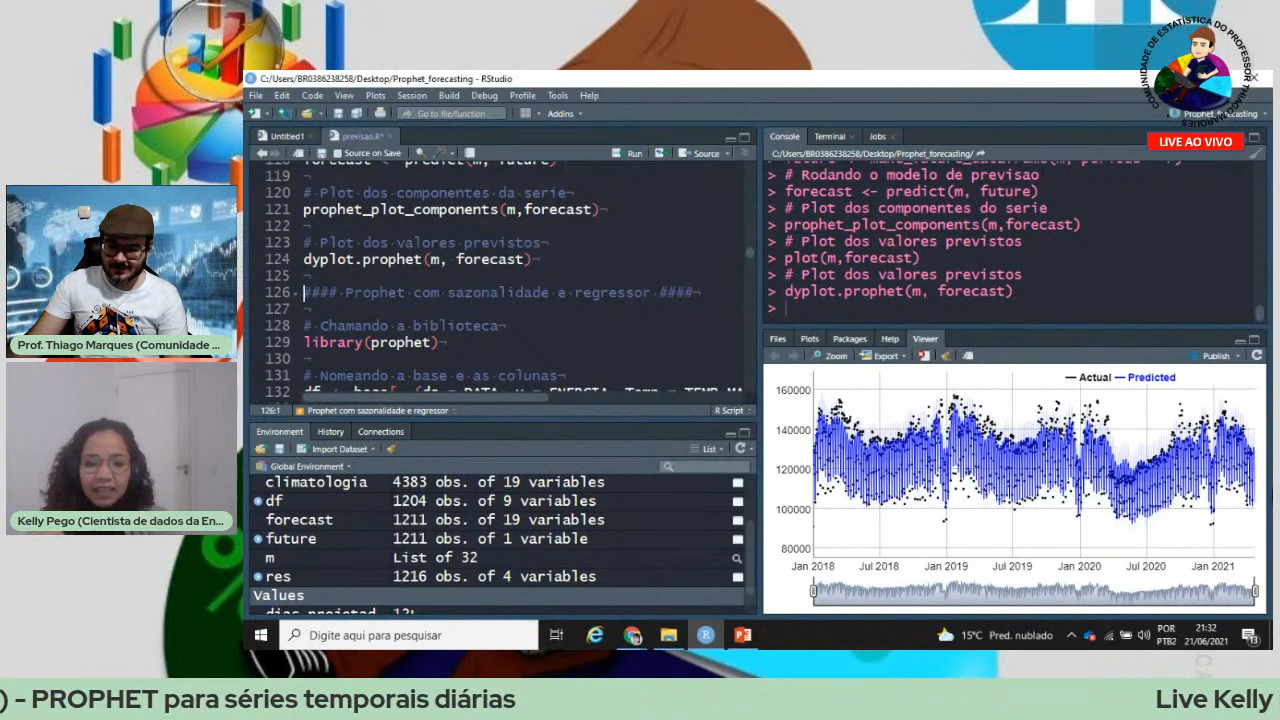 COMUNIDADE DE ESTATÍSTICA DO PROFESSOR THIAGO MARQUES
LIVE AO VIVO
C:/Users/BR0386238258/Desktop/Prophet_forecasting - RStudio
File Edit Code View Plots Session Build Debug Profile Tools Help
Go to file/function Addins
Prophet_forecasting
Untitled1 previsao.R*
Source on Save Run Source
119
120 # Plot dos componentes da serie
121 prophet_plot_components(m,forecast)
122
123 # Plot dos valores previstos
124 dyplot.prophet(m, forecast)
125
126 #### Prophet com sazonalidade e regressor ####
127
128 # Chamando a biblioteca
129 library(prophet)
130
131 # Nomeando a base e as colunas
132
126:1 Prophet com sazonalidade e regressor R Script
Console Terminal Jobs
C:/Users/BR0386238258/Desktop/Prophet_forecasting/
> # Rodando o modelo de previsao
> forecast <- predict(m, future)
> # Plot dos componentes do serie
> prophet_plot_components(m,forecast)
> # Plot dos valores previstos
> plot(m,forecast)
> # Plot dos valores previstos
> dyplot.prophet(m, forecast)
>
Environment History Connections
Import Dataset List
Global Environment
climatologia 4383 obs. of 19 variables
df 1204 obs. of 9 variables
forecast 1211 obs. of 19 variables
future 1211 obs. of 1 variable
m List of 32
res 1216 obs. of 4 variables
Values
Files Plots Packages Help Viewer
Zoom Export Publish
Actual Predicted
160000
140000
120000
100000
80000
Jan 2018 Jul 2018 Jan 2019 Jul 2019 Jan 2020 Jul 2020 Jan 2021
Prof. Thiago Marques (Comunidade ...
Kelly Pego (Cientista de dados da En...
Digite aqui para pesquisar
15°C Pred. nublado
POR
PTB2
21:32
21/06/2021
13
) - PROPHET para séries temporais diárias
Live Kelly